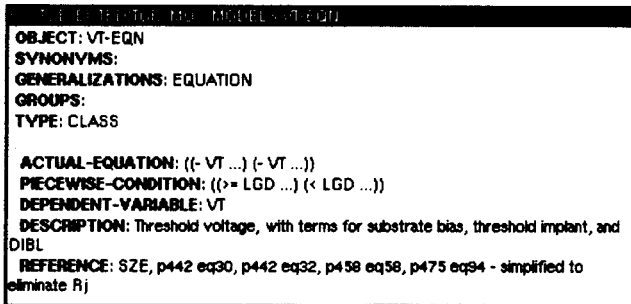 MODEL
OBJECT: VT-EQN
SYNONYMS:
GENERALIZATIONS: EQUATION
GROUPS:
TYPE: CLASS
ACTUAL-EQUATION: ((- VT ...) (- VT ...))
PIECEWISE-CONDITION: ((>= LGD ...) (< LGD ...))
DEPENDENT-VARIABLE: VT
DESCRIPTION: Threshold voltage, with terms for substrate bias, threshold implant, and
DIBL
REFERENCE: SZE, p442 eq30, p442 eq32, p458 eq58, p475 eq94 - simplified to
eliminate Rj